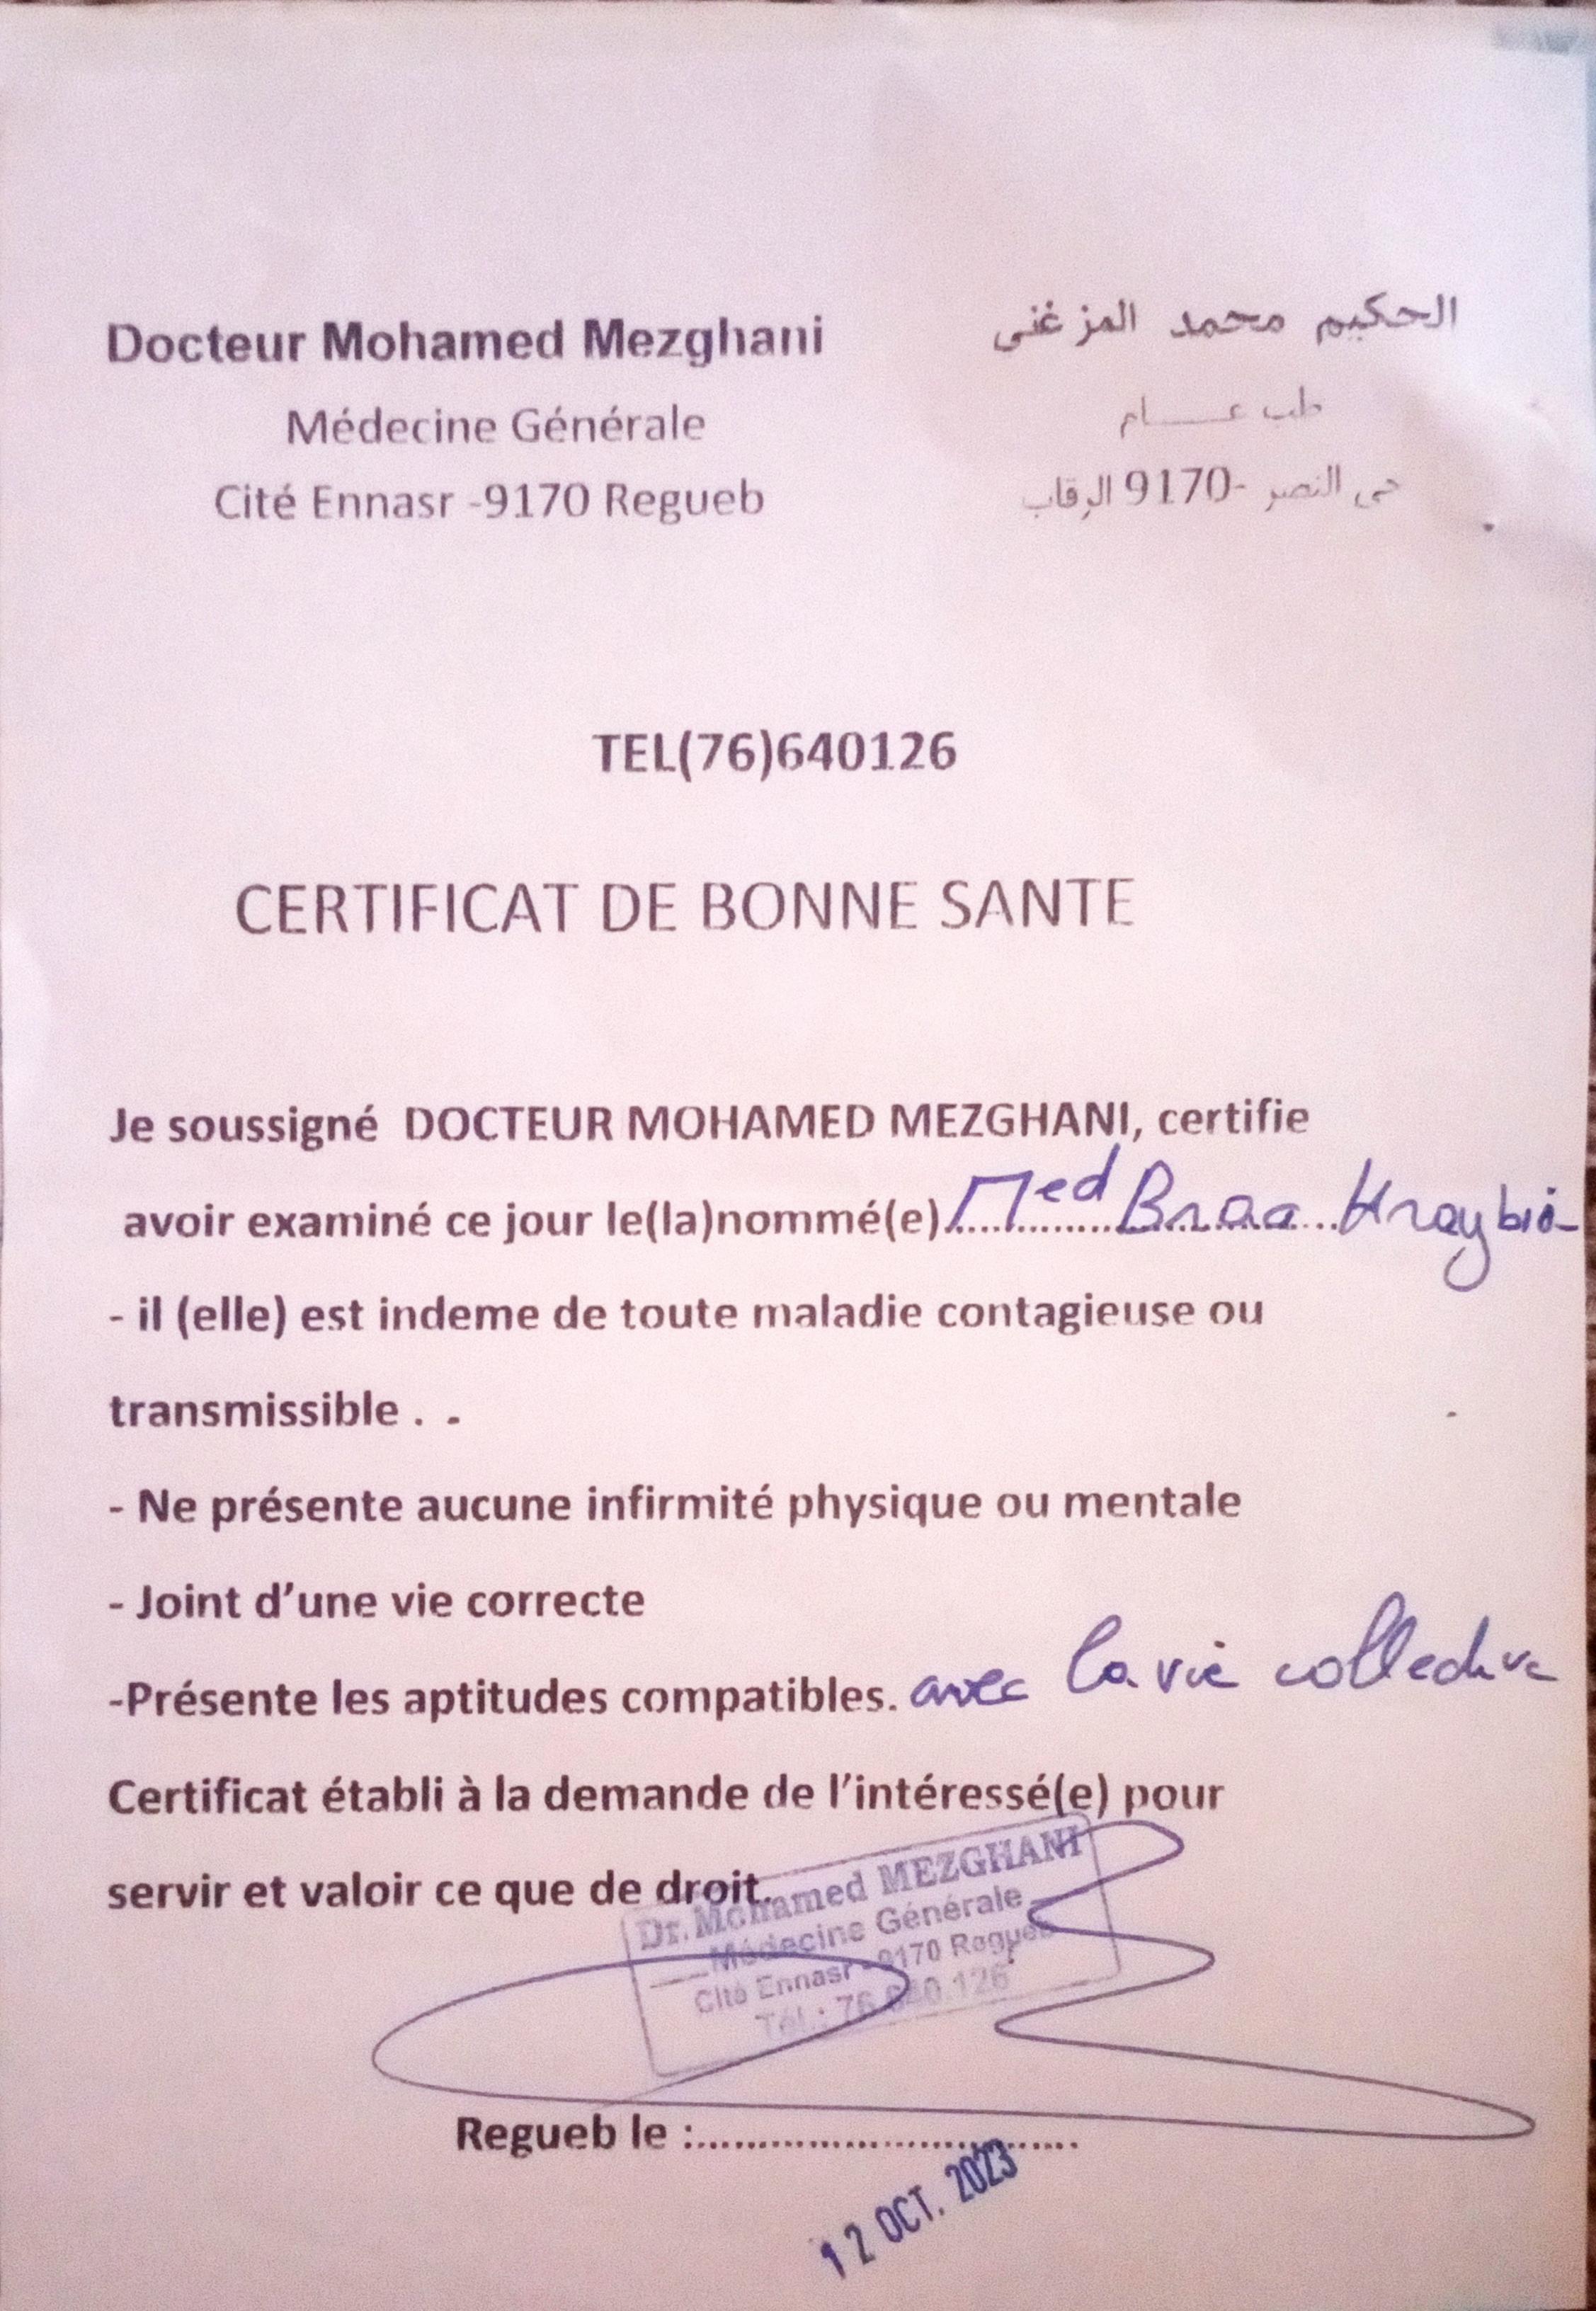 Docteur Mohamed Mezghani
Médecine Générale
Cité Ennasr -9170 Regueb
الحكيم محمد المزغني
طب عـــام
حي النصر -9170 الرقاب
TEL(76)640126
CERTIFICAT DE BONNE SANTE
Je soussigné DOCTEUR MOHAMED MEZGHANI, certifie
avoir examiné ce jour le(la)nommé(e) Med Braa
- il (elle) est indeme de toute maladie contagieuse ou
transmissible . .
- Ne présente aucune infirmité physique ou mentale
- Joint d'une vie correcte
-Présente les aptitudes compatibles. avec la vie collective
Certificat établi à la demande de l'intéressé(e) pour
servir et valoir ce que de droit.
Dr. Mohamed MEZGHANI
Médecine Générale
Cité Ennasr - 9170 Regueb
Tél.: 76 640 126
Regueb le :................................
12 OCT. 2023